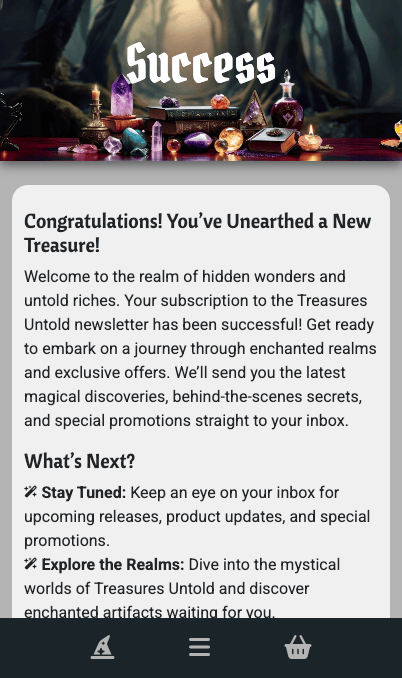 Success
Congratulations! You’ve Unearthed a New
Treasure!
Welcome to the realm of hidden wonders and
untold riches. Your subscription to the Treasures
Untold newsletter has been successful! Get ready
to embark on a journey through enchanted realms
and exclusive offers. We’ll send you the latest
magical discoveries, behind-the-scenes secrets,
and special promotions straight to your inbox.
What’s Next?
Stay Tuned: Keep an eye on your inbox for
upcoming releases, product updates, and special
promotions.
Explore the Realms: Dive into the mystical
worlds of Treasures Untold and discover
enchanted artifacts waiting for you.